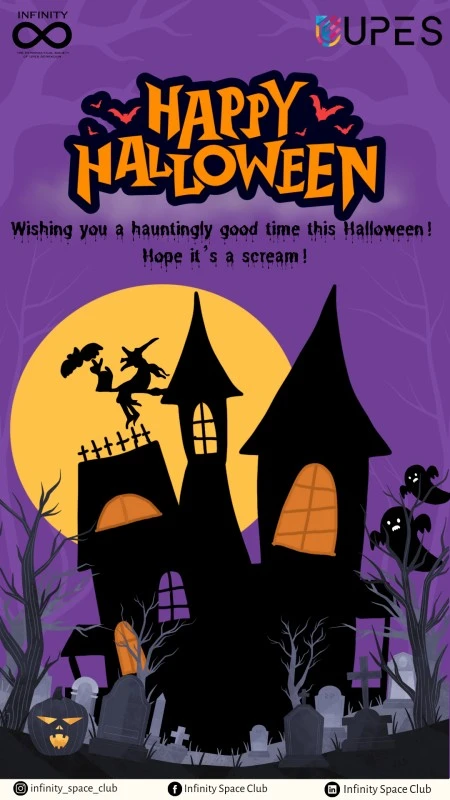 INFINITY
UPES
HAPPY
HALLOWEEN
Wishing you a hauntingly good time this Halloween!
Hope it's a scream!
infinity_space_club
Infinity Space Club
Infinity Space Club